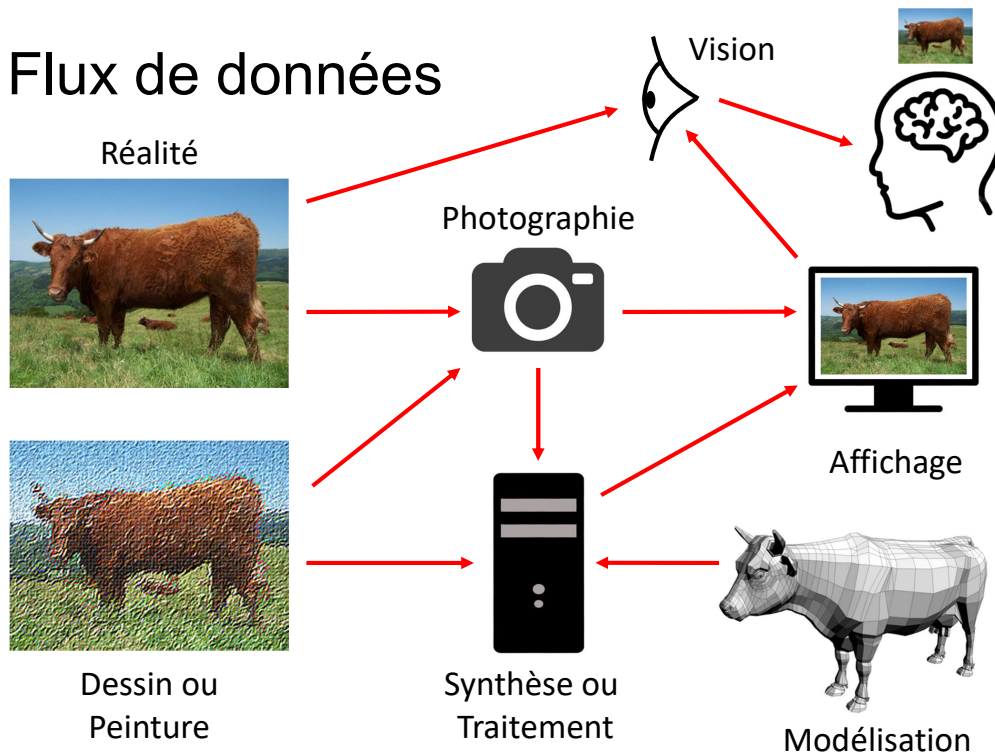 Flux de données
Vision
Réalité
Photographie
Affichage
Dessin ou
Peinture
Synthèse ou
Traitement
Modélisation